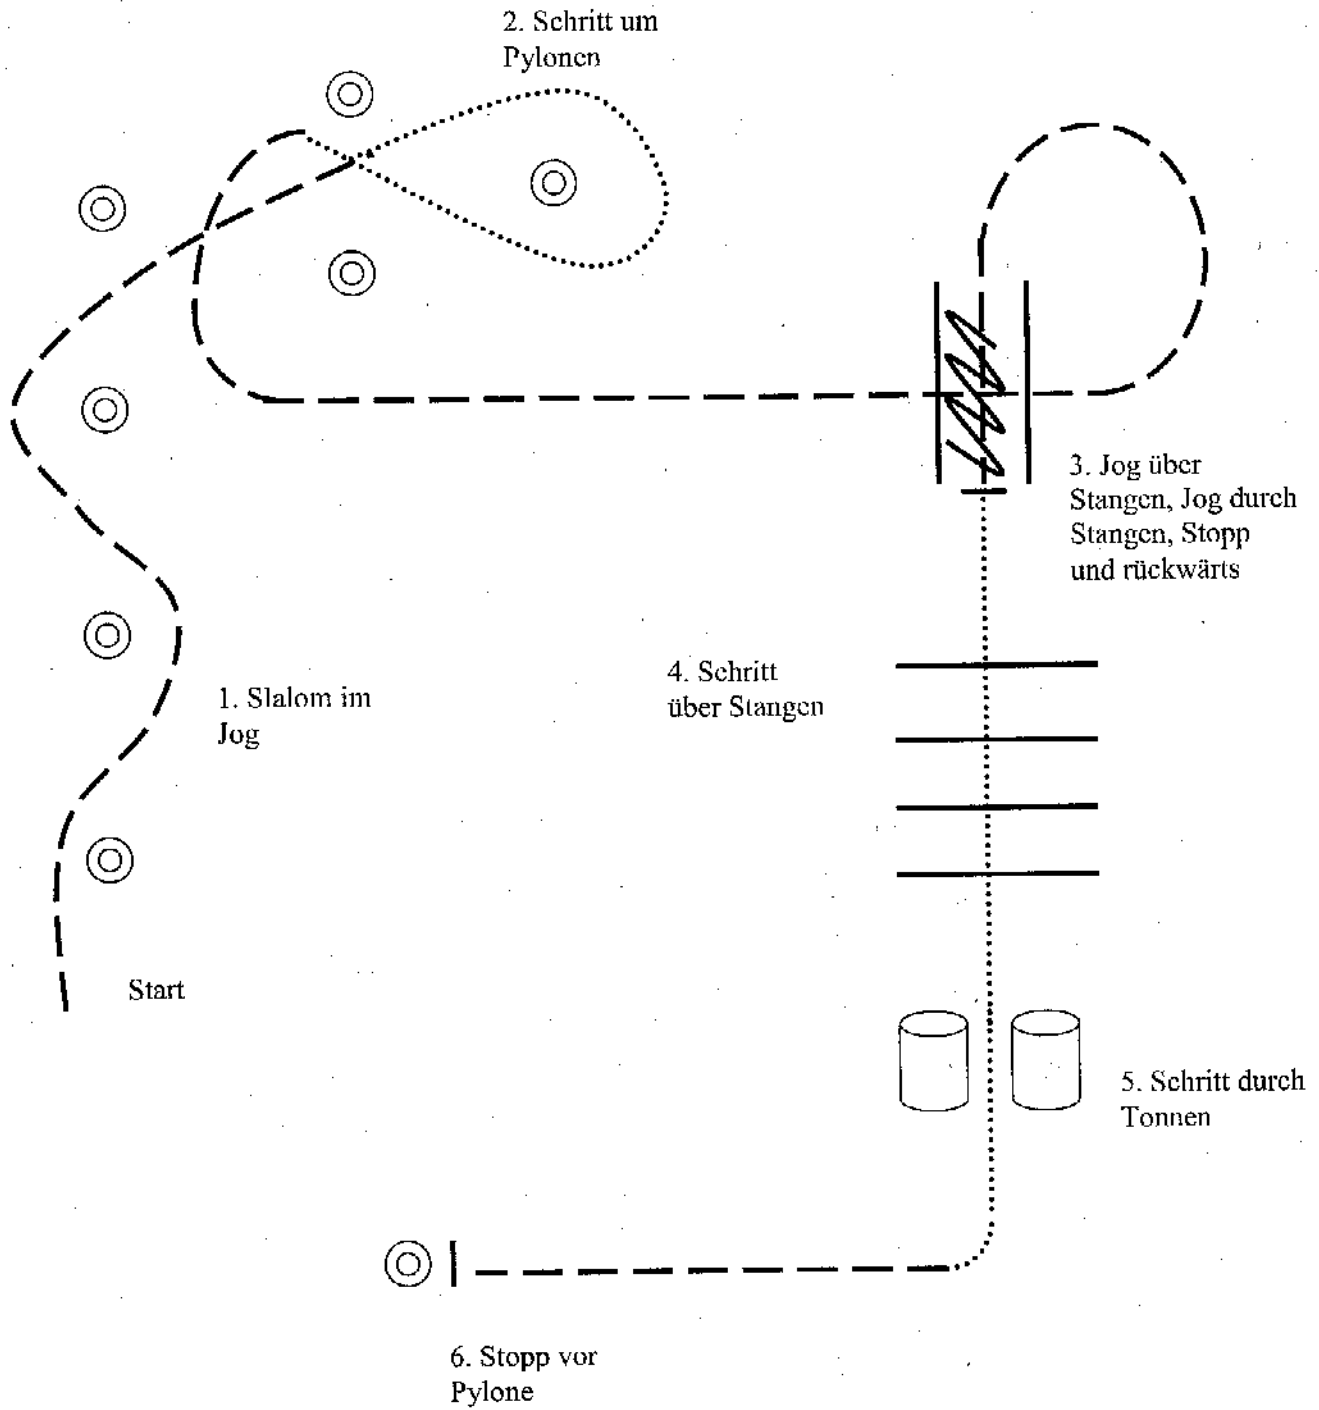 2. Schritt um
Pylonen
1. Slalom im
Jog
Start
3. Jog über
Stangen, Jog durch
Stangen, Stopp
und rückwärts
4. Schritt
über Stangen
5. Schritt durch
Tonnen
6. Stopp vor
Pylone